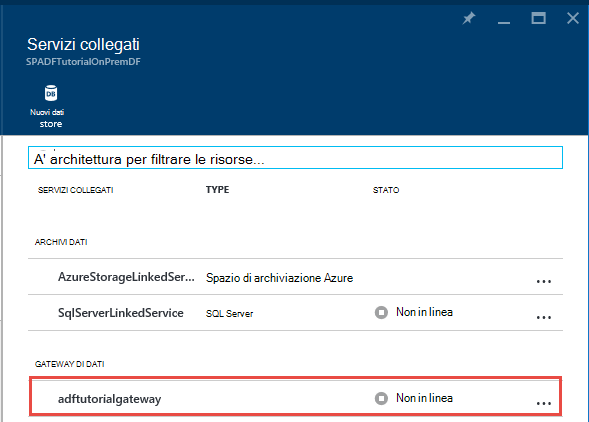 Servizi collegati
SPADFTutorialOnPremDF
DB
Nuovi dati
store
A' architettura per filtrare le risorse...
SERVIZI COLLEGATI TYPE STATO
ARCHIVI DATI
AzureStorageLinkedSer... Spazio di archiviazione Azure ...
SqlServerLinkedService SQL Server Non in linea ...
GATEWAY DI DATI
adftutorialgateway Non in linea ...